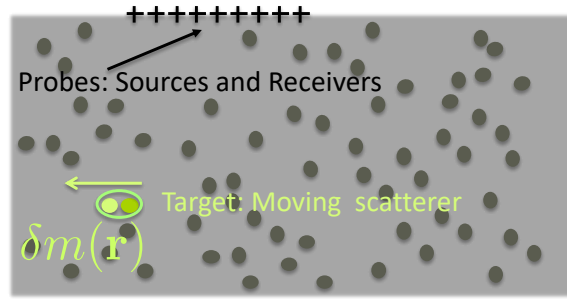 +++++++++
Probes: Sources and Receivers
Target: Moving scatterer
δm(r)